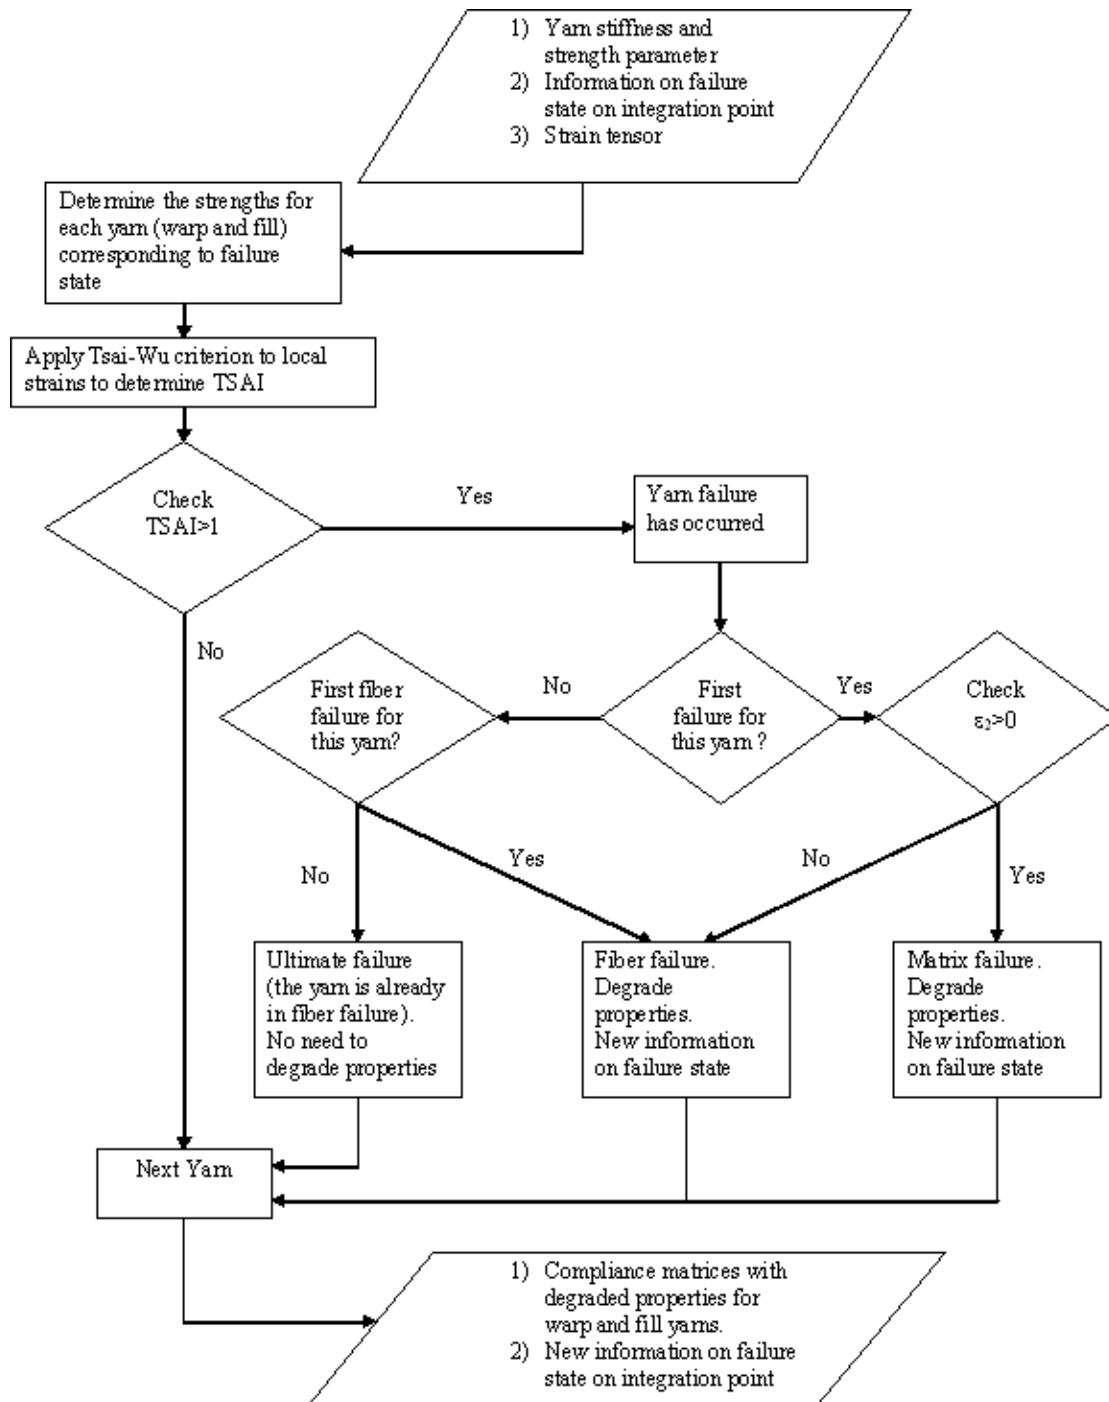 1) Yarn stiffness and
strength parameter
2) Information on failure
state on integration point
3) Strain tensor
Determine the strengths for
each yarn (warp and fill)
corresponding to failure
state
Apply Tsai-Wu criterion to local
strains to determine TSAI
Check
TSAI>1
Yes
Yarn failure
has occurred
No
First fiber
failure for
this yarn?
No
First
failure for
this yarn ?
Yes
Check
ε₂>0
No
Yes
No
Yes
Ultimate failure
(the yarn is already
in fiber failure).
No need to
degrade properties
Fiber failure.
Degrade
properties.
New information
on failure state
Matrix failure.
Degrade
properties.
New information
on failure state
Next Yarn
1) Compliance matrices with
degraded properties for
warp and fill yarns.
2) New information on failure
state on integration point